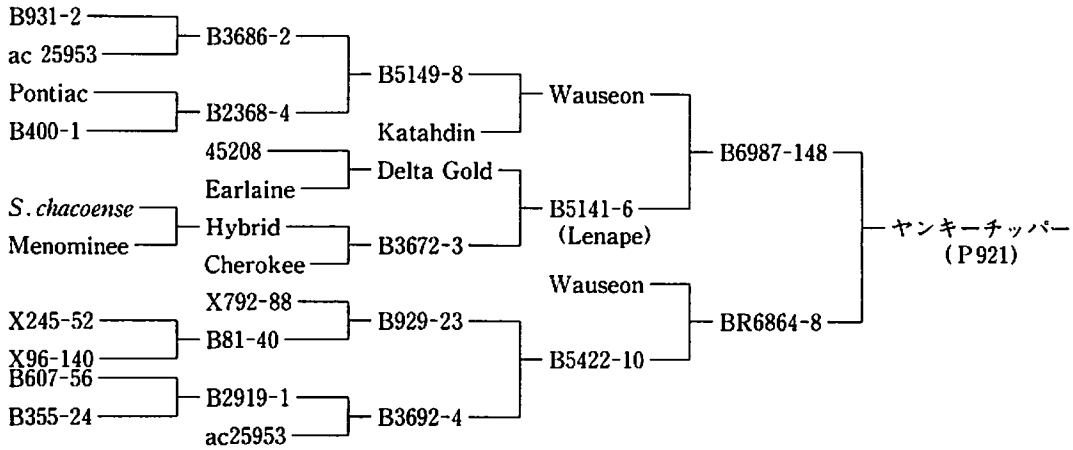 B931-2
ac 25953
B3686-2
Pontiac
B400-1
B2368-4
B5149-8
Katahdin
Wauseon
45208
Earlaine
Delta Gold
S. chacoense
Menominee
Hybrid
Cherokee
B3672-3
B5141-6
(Lenape)
B6987-148
X792-88
X245-52
X96-140
B81-40
B929-23
B607-56
B355-24
B2919-1
ac25953
B3692-4
B5422-10
Wauseon
BR6864-8
ヤンキーチッパー
(P921)